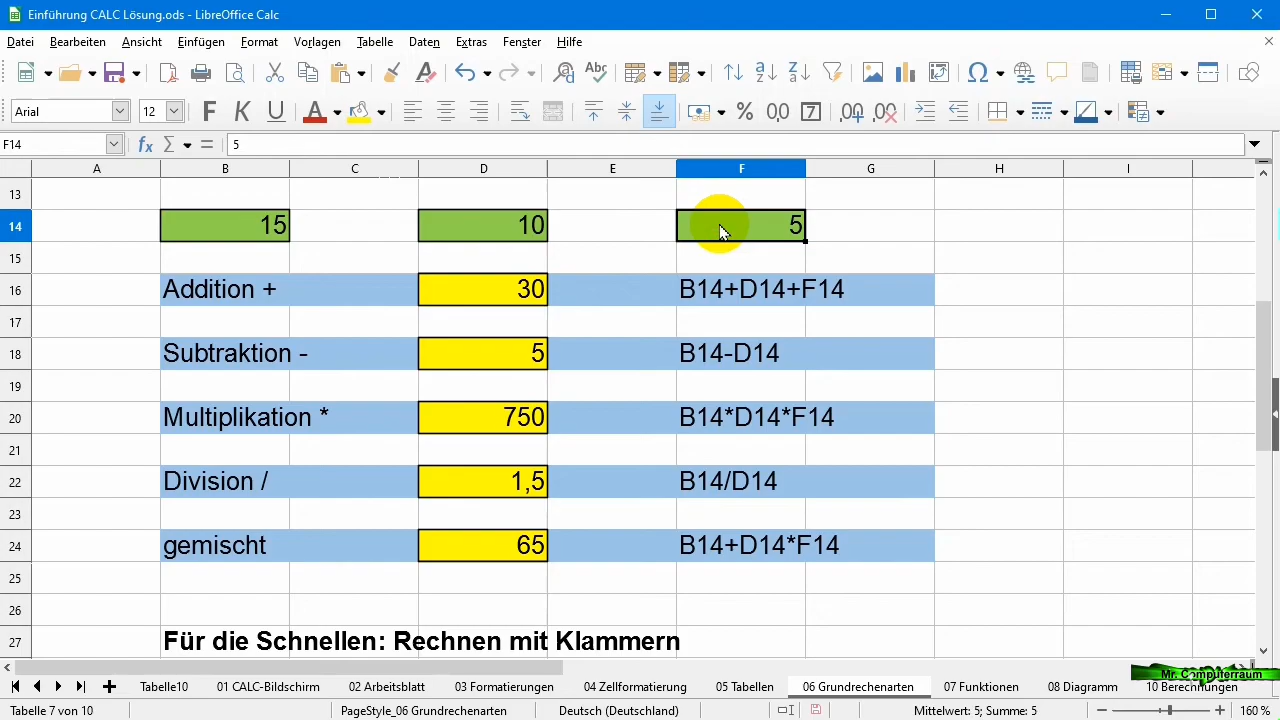 Einführung CALC Lösung.ods - LibreOffice Calc
Datei Bearbeiten Ansicht Einfügen Format Vorlagen Tabelle Daten Extras Fenster Hilfe
Arial 12 F K U
F14 5
A B C D E F G H I
13
14 15 10 5
15
16 Addition + 30 B14+D14+F14
17
18 Subtraktion - 5 B14-D14
19
20 Multiplikation * 750 B14*D14*F14
21
22 Division / 1,5 B14/D14
23
24 gemischt 65 B14+D14*F14
25
26
27 Für die Schnellen: Rechnen mit Klammern
Mr. Computerraum
Tabelle10 01 CALC-Bildschirm 02 Arbeitsblatt 03 Formatierungen 04 Zellformatierung 05 Tabellen 06 Grundrechenarten 07 Funktionen 08 Diagramm 10 Berechnungen
Tabelle 7 von 10 PageStyle_06 Grundrechenarten Deutsch (Deutschland) Mittelwert: 5; Summe: 5 160 %